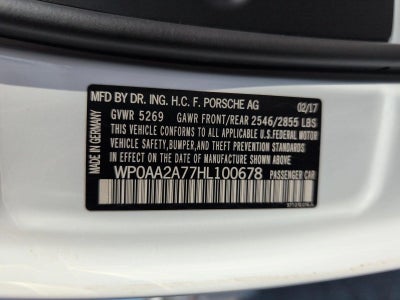 MFD BY DR. ING. H.C. F. PORSCHE AG 02/17
GVWR 5269 GAWR FRONT/REAR 2546/2855 LBS
THIS VEHICLE CONFORMS TO ALL APPLICABLE U.S.FEDERAL MOTOR
VEHICLE SAFETY,BUMPER,AND THEFT PREVENTION STANDARDS
IN EFFECT ON THE DATE OF MANUFACTURE SHOWN ABOVE
WP0AA2A77HL100678 PASSENGER CAR
MADE IN GERMANY